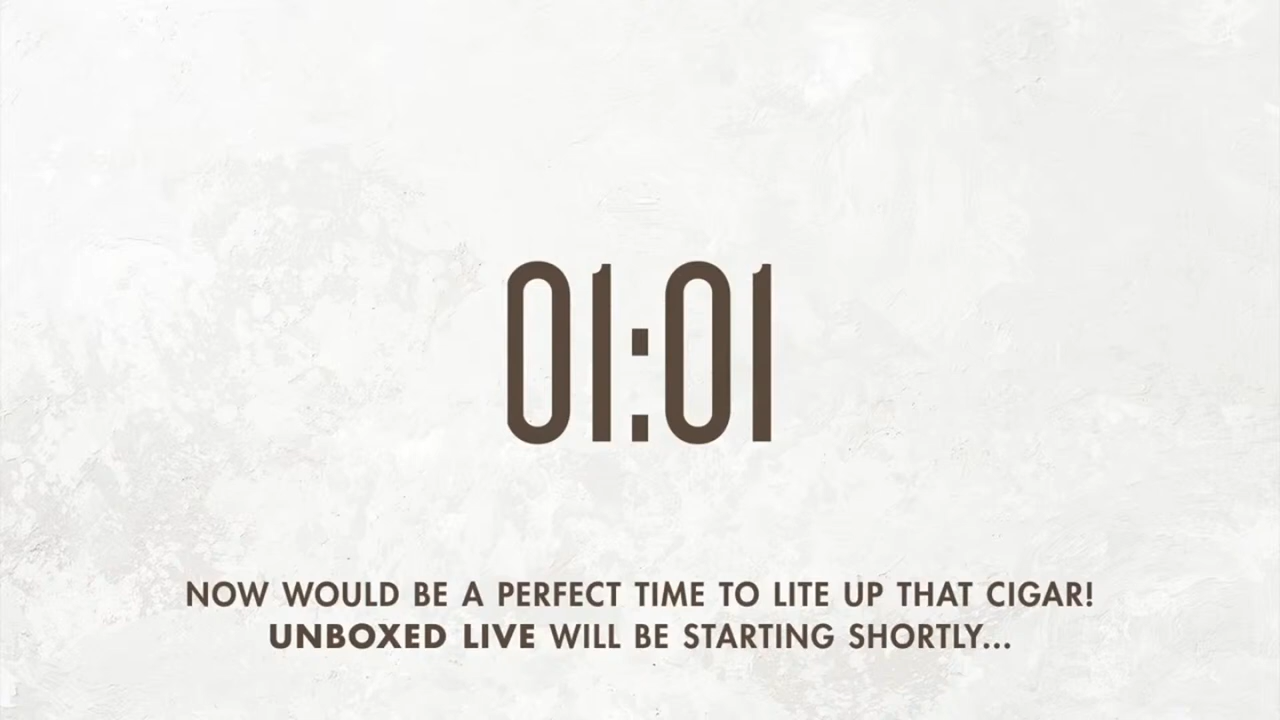 01:01
NOW WOULD BE A PERFECT TIME TO LITE UP THAT CIGAR!
UNBOXED LIVE WILL BE STARTING SHORTLY...